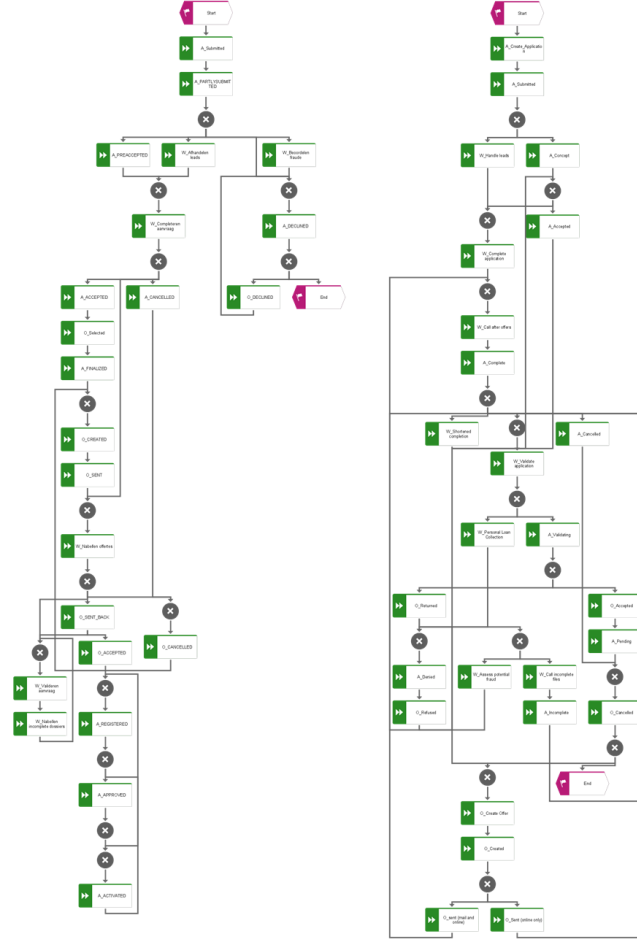 Start
A_Submitted
A_PARTLYSUBMIT
TED
A_PREACCEPTED
W_Afhandelen
leads
W_Beoordelen
fraude
W_Completeren
aanvraag
A_DECLINED
A_ACCEPTED
A_CANCELLED
O_DECLINED
End
O_Selected
A_FINALIZED
O_CREATED
O_SENT
W_Nabellen offertes
O_SENT_BACK
O_ACCEPTED
O_CANCELLED
W_Valideren
aanvraag
W_Nabellen
incomplete dossiers
A_REGISTERED
A_APPROVED
A_ACTIVATED
Start
A_Create_Applicatio
n
A_Submitted
W_Handle leads
A_Concept
A_Accepted
W_Complete
application
W_Call after offers
A_Complete
W_Shortened
completion
A_Cancelled
W_Validate
application
W_Personal Loan
Collection
A_Validating
O_Returned
O_Accepted
A_Pending
A_Denied
W_Assess potential
fraud
W_Call incomplete
files
O_Refused
A_Incomplete
O_Cancelled
End
O_Create Offer
O_Created
O_sent (mail and
online)
O_Sent (online only)